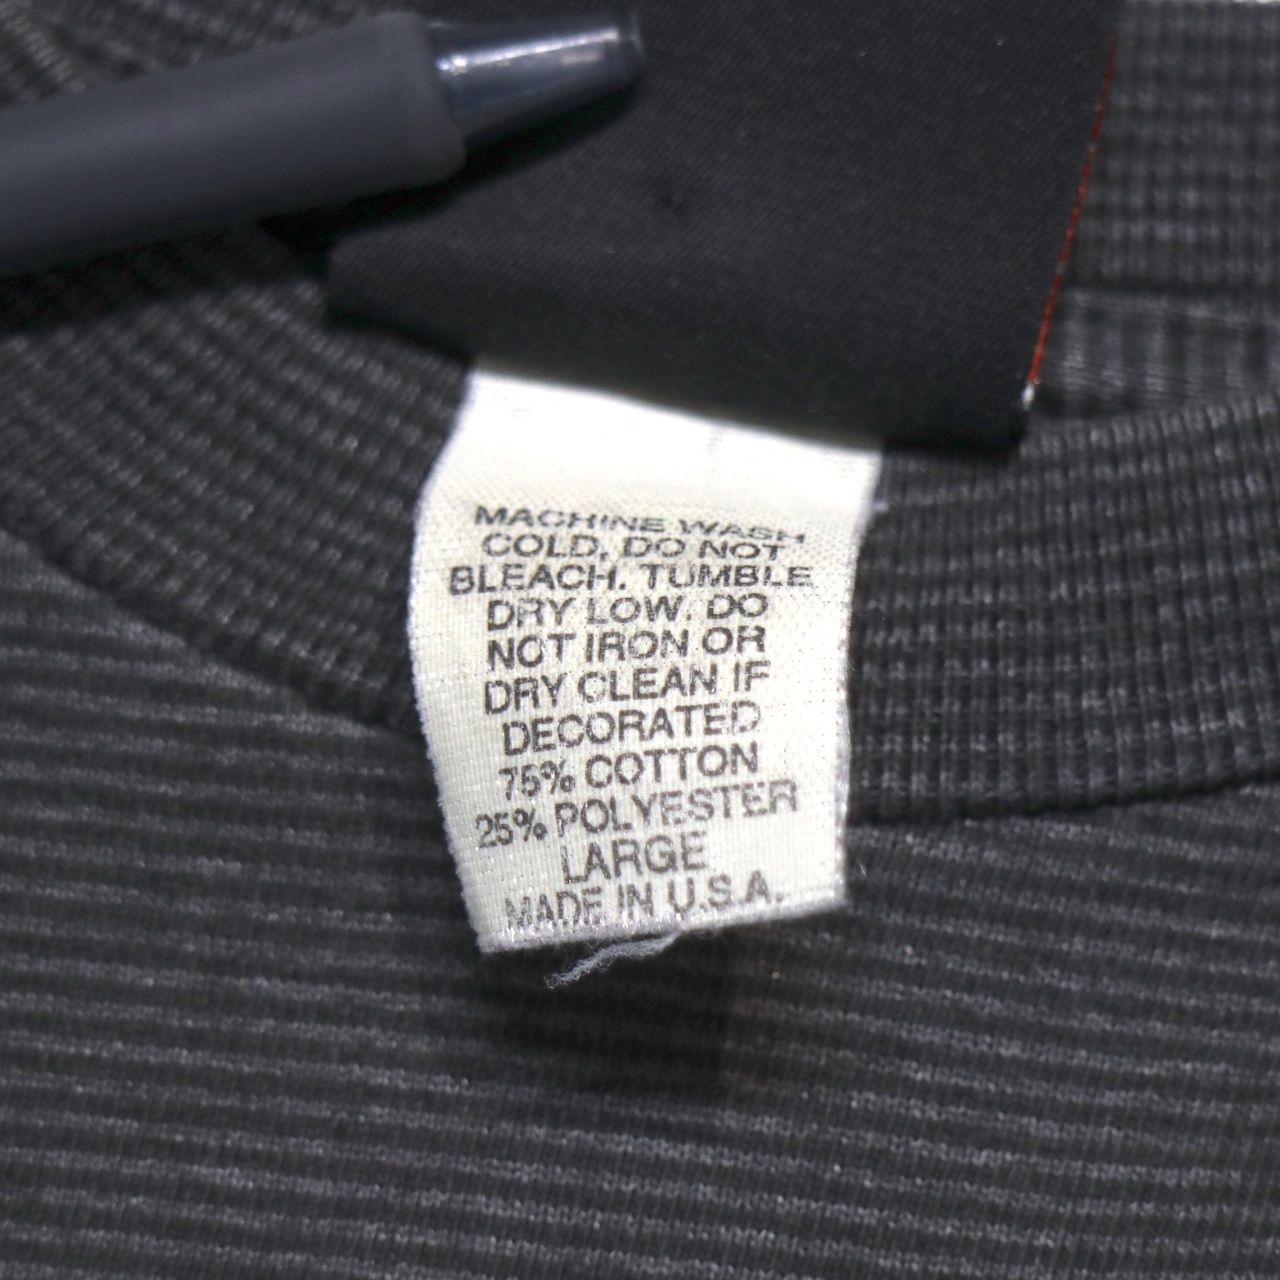 MACHINE WASH
COLD, DO NOT
BLEACH. TUMBLE
DRY LOW. DO
NOT IRON OR
DRY CLEAN IF
DECORATED
75% COTTON
25% POLYESTER
LARGE
MADE IN U.S.A.